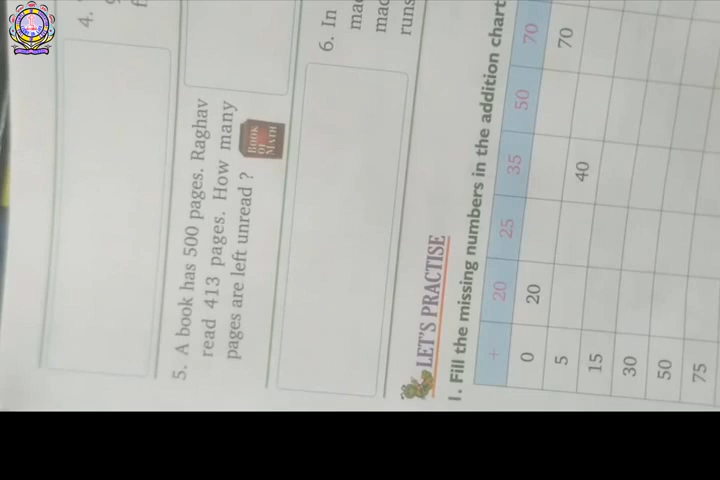 4.
5. A book has 500 pages. Raghav
read 413 pages. How many
pages are left unread ?
BOOK
OF
MATH
6. In
runs
LET'S PRACTISE
1. Fill the missing numbers in the addition chart
+ 20 25 35 50 70
0 20 70
5 40
15
30
50
75